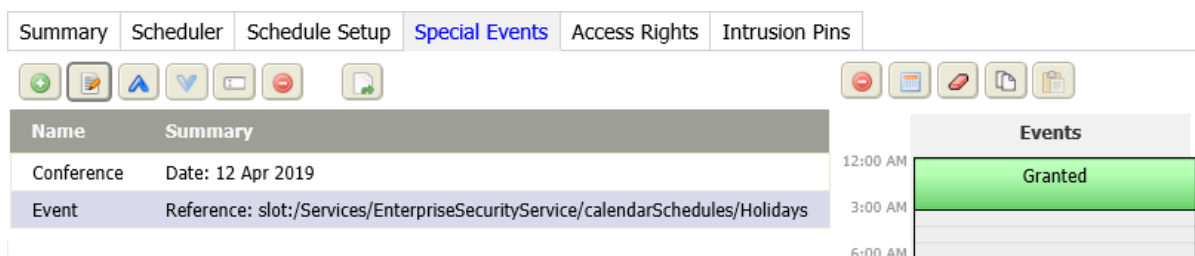 Summary Scheduler Schedule Setup Special Events Access Rights Intrusion Pins
Name Summary
Events
Conference Date: 12 Apr 2019
12:00 AM Granted
Event Reference: slot:/Services/EnterpriseSecurityService/calendarSchedules/Holidays
3:00 AM
6:00 AM